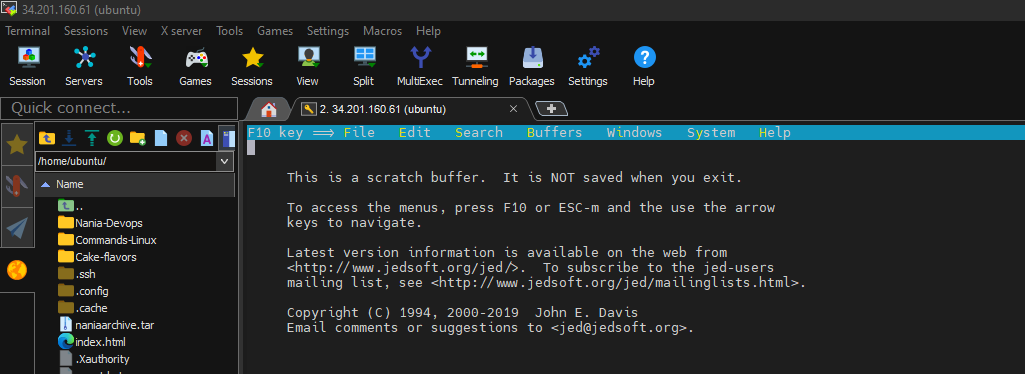 34.201.160.61 (ubuntu)
Terminal Sessions View X server Tools Games Settings Macros Help
Session Servers Tools Games Sessions View Split MultiExec Tunneling Packages Settings Help
Quick connect...
2. 34.201.160.61 (ubuntu)
/home/ubuntu/
Name
..
Nania-Devops
Commands-Linux
Cake-flavors
.ssh
.config
.cache
naniaarchive.tar
index.html
.Xauthority
F10 key ==> File Edit Search Buffers Windows System Help
This is a scratch buffer. It is NOT saved when you exit.
To access the menus, press F10 or ESC-m and the use the arrow
keys to navigate.
Latest version information is available on the web from
<http://www.jedsoft.org/jed/>. To subscribe to the jed-users
mailing list, see <http://www.jedsoft.org/jed/mailinglists.html>.
Copyright (C) 1994, 2000-2019 John E. Davis
Email comments or suggestions to <jed@jedsoft.org>.